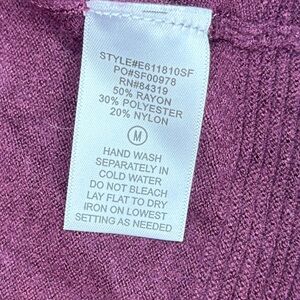 STYLE#E611810SF
PO#SF00978
RN#84319
50% RAYON
30% POLYESTER
20% NYLON
M
HAND WASH
SEPARATELY IN
COLD WATER
DO NOT BLEACH
LAY FLAT TO DRY
IRON ON LOWEST
SETTING AS NEEDED